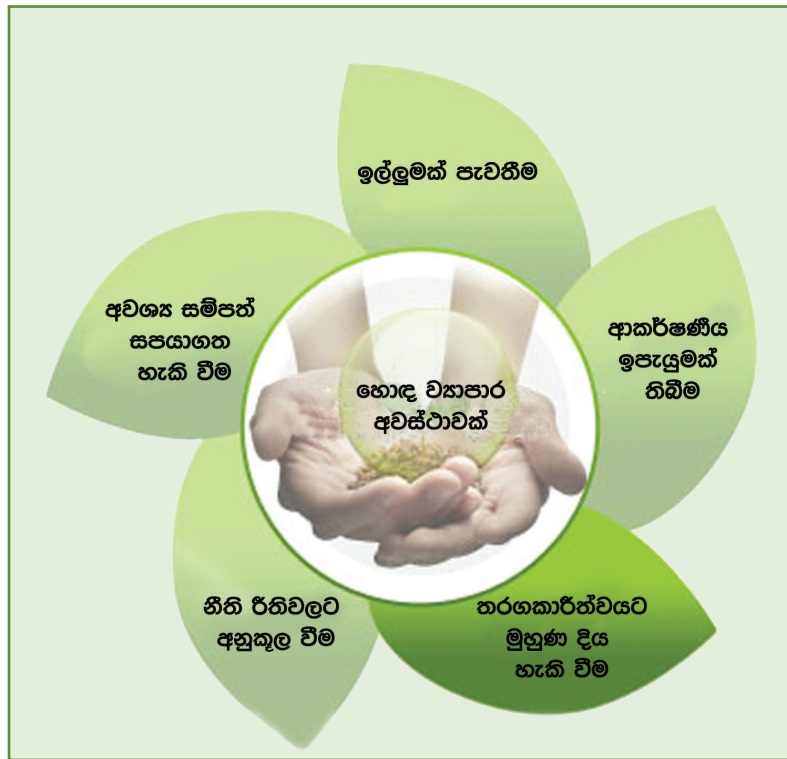 ඉල්ලුමක් පැවතීම
ආකර්ෂණීය
ඉපැයුමක්
තිබීම
තරගකාරීත්වයට
මුහුණ දිය
හැකි වීම
නීති රීතිවලට
අනුකූල වීම
අවශ්‍ය සම්පත්
සපයාගත
හැකි වීම
හොඳ ව්‍යාපාර
අවස්ථාවක්